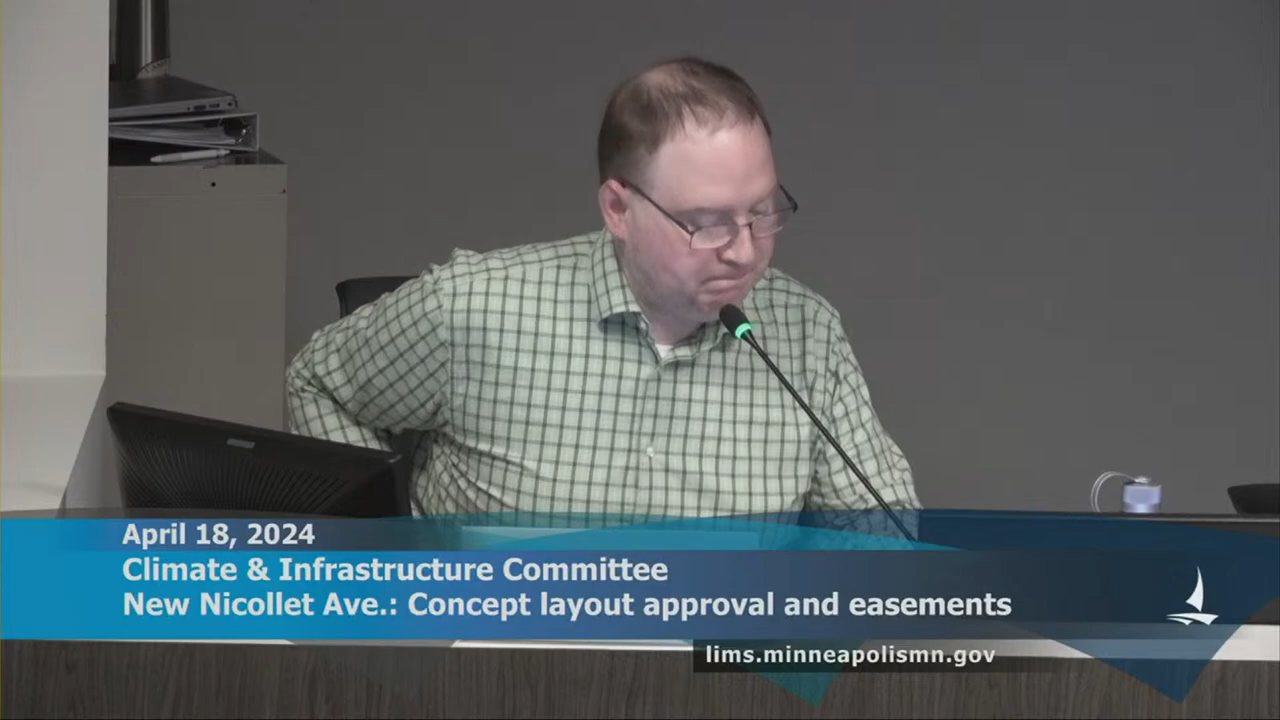 April 18, 2024
Climate & Infrastructure Committee
New Nicollet Ave.: Concept layout approval and easements
lims.minneapolismn.gov